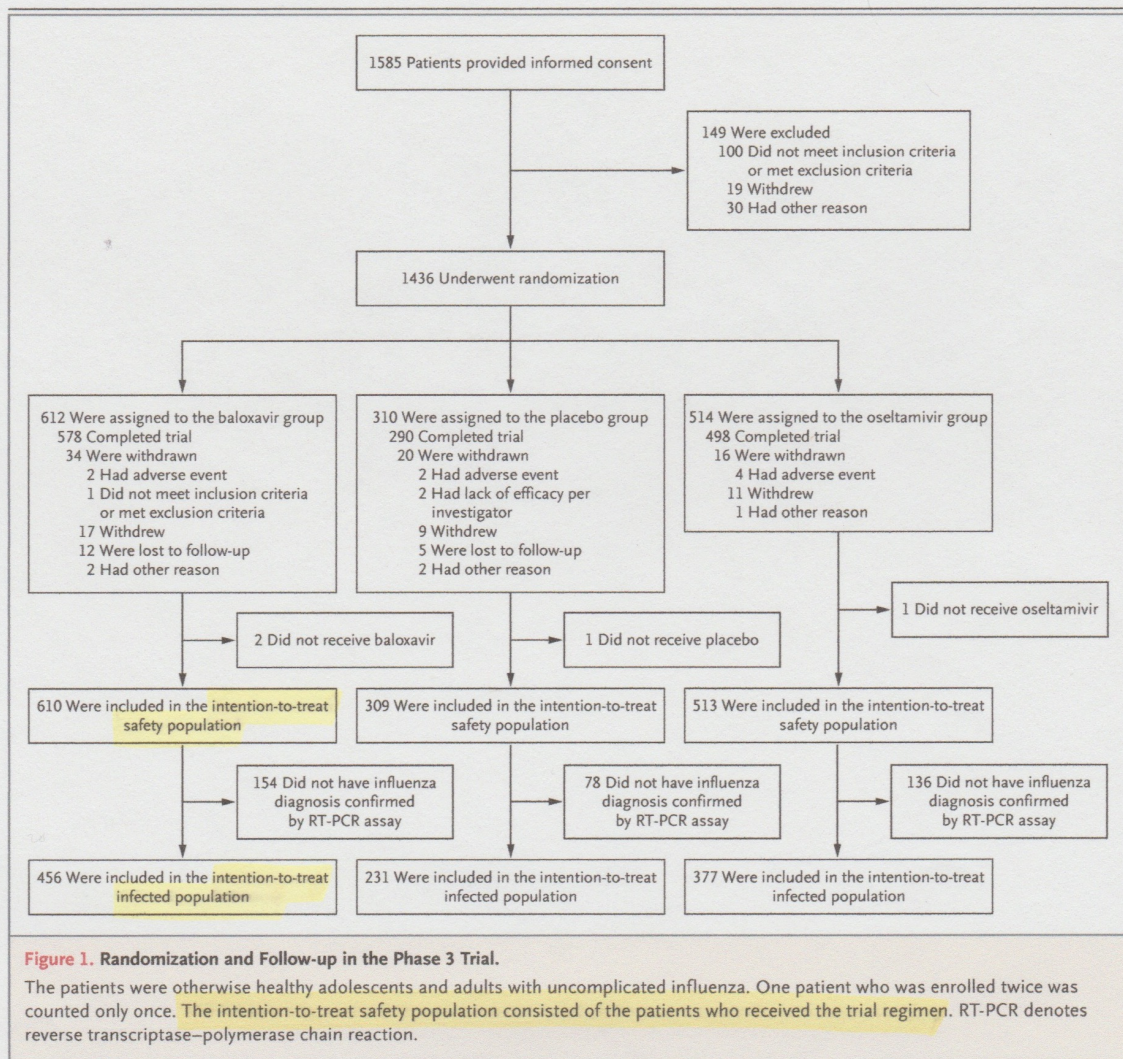 1585 Patients provided informed consent
149 Were excluded
100 Did not meet inclusion criteria
or met exclusion criteria
19 Withdrew
30 Had other reason
1436 Underwent randomization
612 Were assigned to the baloxavir group
578 Completed trial
34 Were withdrawn
2 Had adverse event
1 Did not meet inclusion criteria
or met exclusion criteria
17 Withdrew
12 Were lost to follow-up
2 Had other reason
310 Were assigned to the placebo group
290 Completed trial
20 Were withdrawn
2 Had adverse event
2 Had lack of efficacy per
investigator
9 Withdrew
5 Were lost to follow-up
2 Had other reason
514 Were assigned to the oseltamivir group
498 Completed trial
16 Were withdrawn
4 Had adverse event
11 Withdrew
1 Had other reason
2 Did not receive baloxavir
1 Did not receive placebo
1 Did not receive oseltamivir
610 Were included in the intention-to-treat
safety population
309 Were included in the intention-to-treat
safety population
513 Were included in the intention-to-treat
safety population
154 Did not have influenza
diagnosis confirmed
by RT-PCR assay
78 Did not have influenza
diagnosis confirmed
by RT-PCR assay
136 Did not have influenza
diagnosis confirmed
by RT-PCR assay
456 Were included in the intention-to-treat
infected population
231 Were included in the intention-to-treat
infected population
377 Were included in the intention-to-treat
infected population
Figure 1. Randomization and Follow-up in the Phase 3 Trial.
The patients were otherwise healthy adolescents and adults with uncomplicated influenza. One patient who was enrolled twice was
counted only once. The intention-to-treat safety population consisted of the patients who received the trial regimen. RT-PCR denotes
reverse transcriptase–polymerase chain reaction.